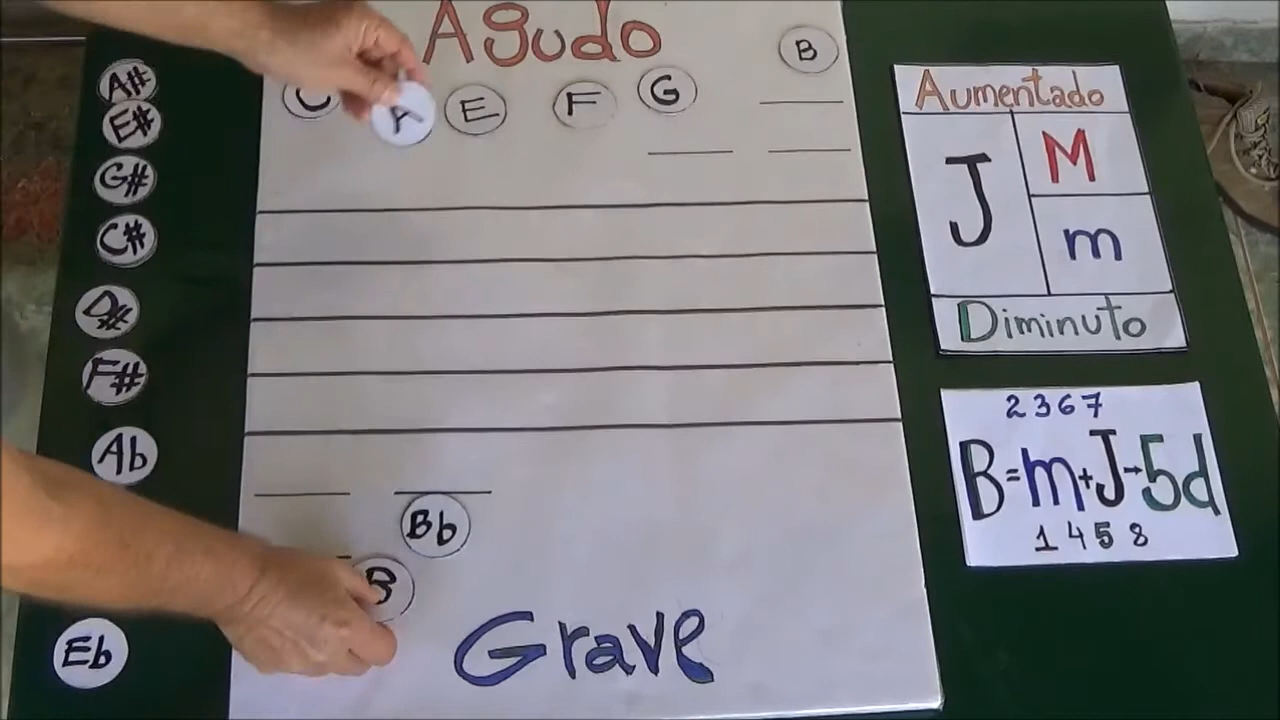 Agudo
C A E F G B
A#
E#
G#
C#
D#
F#
Ab
Eb
Bb
B
Grave
Aumentado
J M
m
Diminuto
2 3 6 7
B=m+J→5d
1 4 5 8